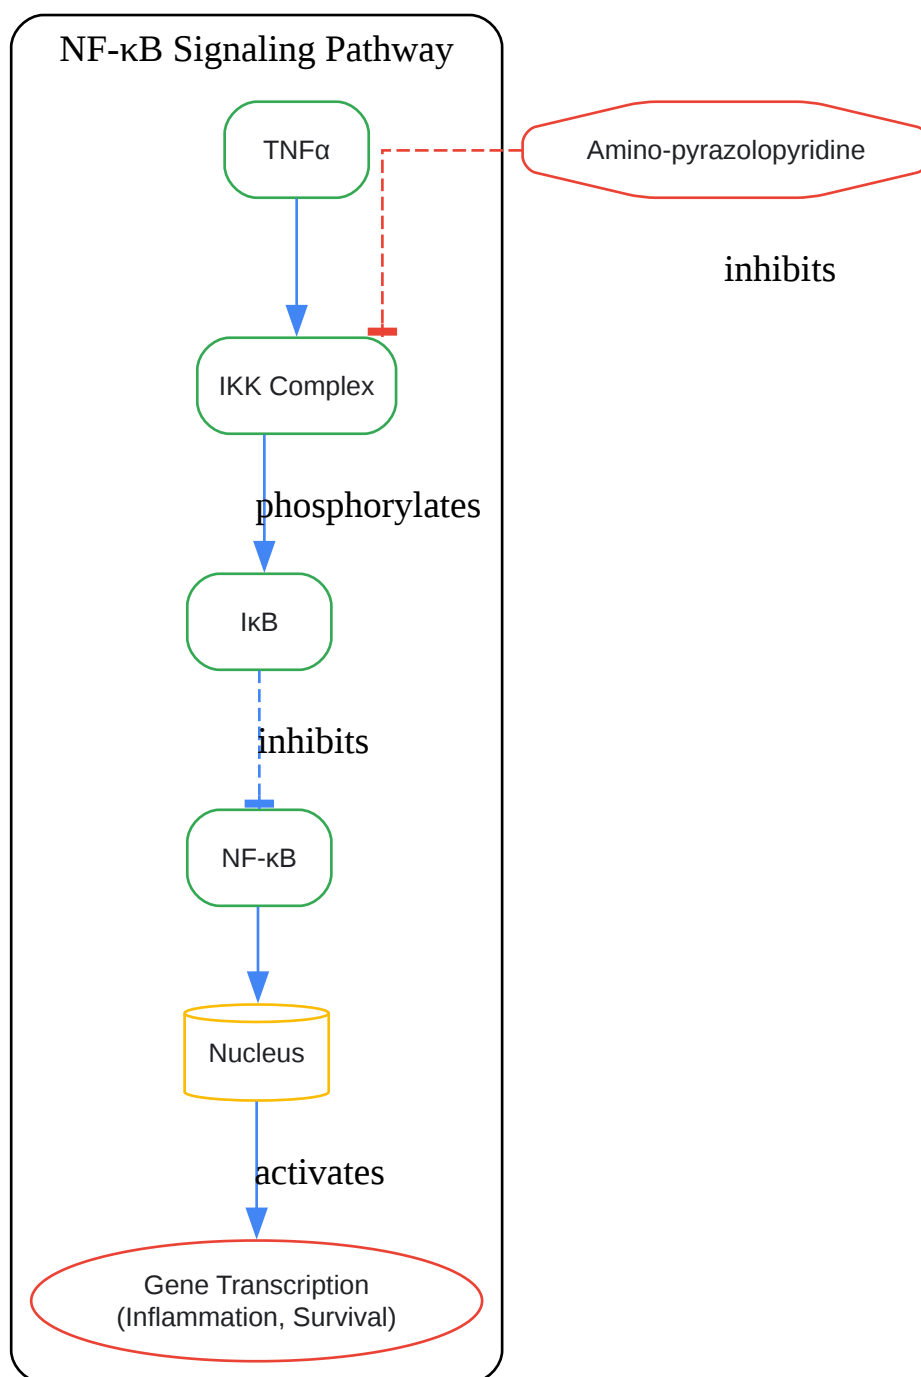 NF-κB Signaling Pathway
TNFα
Amino-pyrazolopyridine
inhibits
IKK Complex
phosphorylates
IκB
inhibits
NF-κB
Nucleus
activates
Gene Transcription
(Inflammation, Survival)